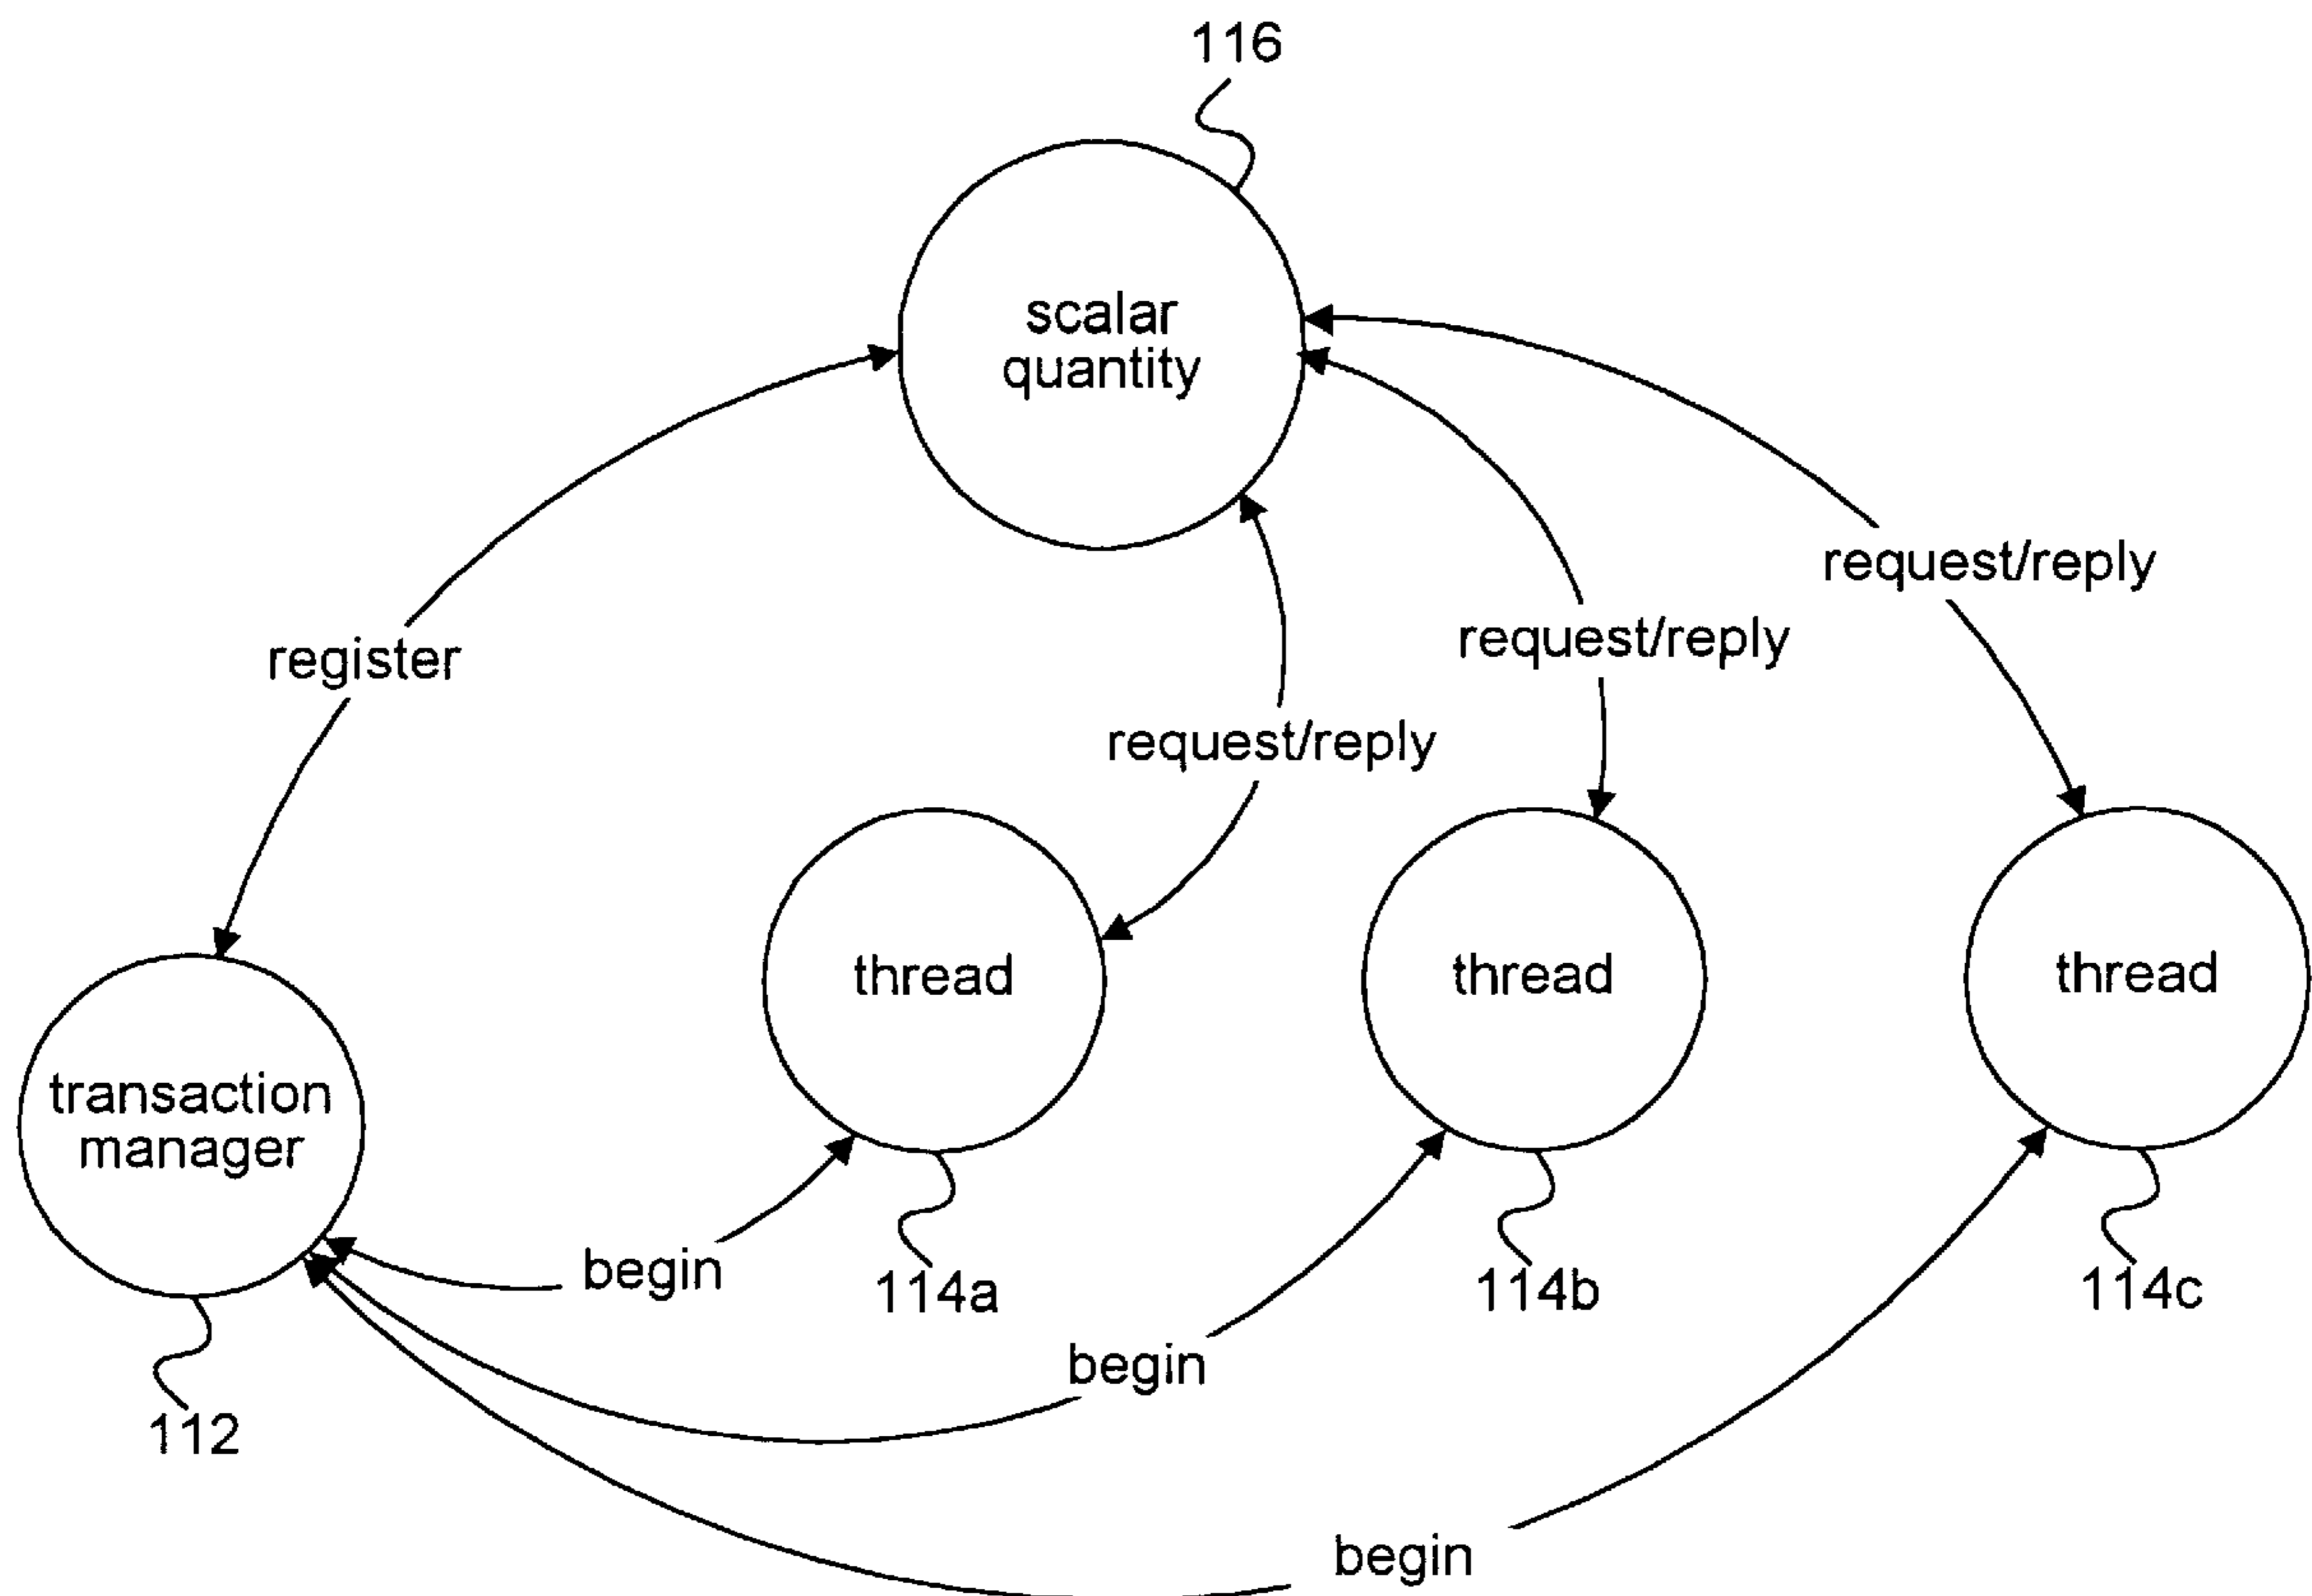 116
scalar
quantity
request/reply
request/reply
register
request/reply
thread
thread
thread
transaction
manager
begin
114a
114b
114c
begin
112
begin